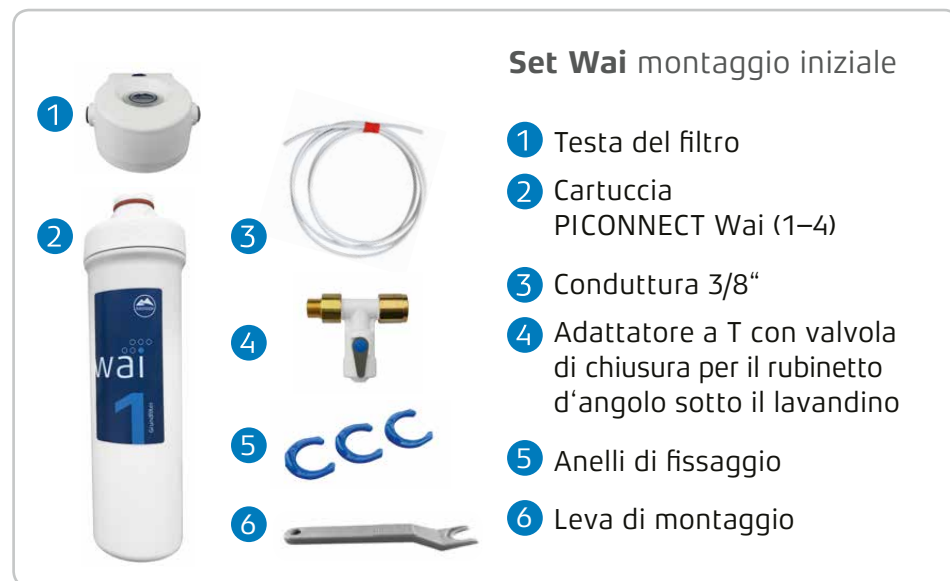 Set Wai montaggio iniziale
1 Testa del filtro
2 Cartuccia
PICONNECT Wai (1–4)
3 Conduttura 3/8“
4 Adattatore a T con valvola
di chiusura per il rubinetto
d‘angolo sotto il lavandino
5 Anelli di fissaggio
6 Leva di montaggio
1
2
3
4
5
6
wai
1
Grundfilter